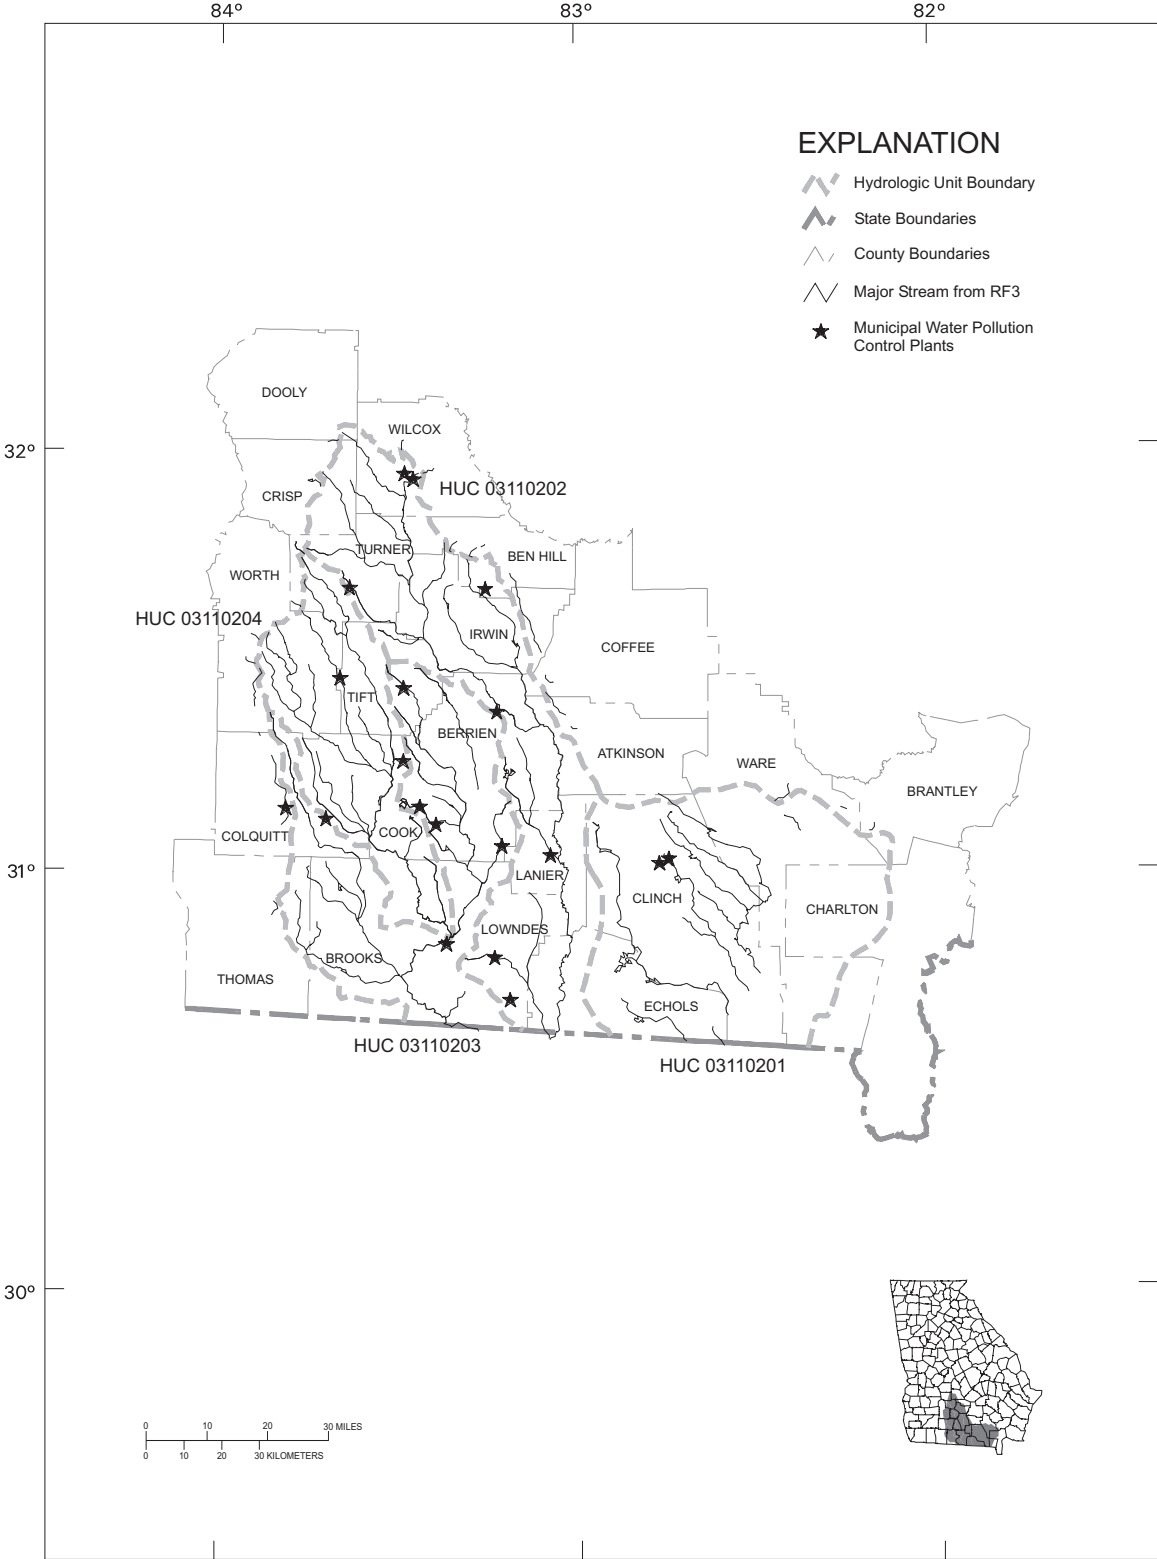 84º
83º
82º
EXPLANATION
Hydrologic Unit Boundary
State Boundaries
County Boundaries
Major Stream from RF3
Municipal Water Pollution
Control Plants
DOOLY
WILCOX
32º
HUC 03110202
CRISP
TURNER
BEN HILL
WORTH
HUC 03110204
IRWIN
COFFEE
TIFT
BERRIEN
ATKINSON
WARE
BRANTLEY
COLQUITT
COOK
31º
LANIER
CLINCH
CHARLTON
LOWNDES
BROOKS
THOMAS
ECHOLS
HUC 03110203
HUC 03110201
30º
0 10 20 30 MILES
0 10 20 30 KILOMETERS